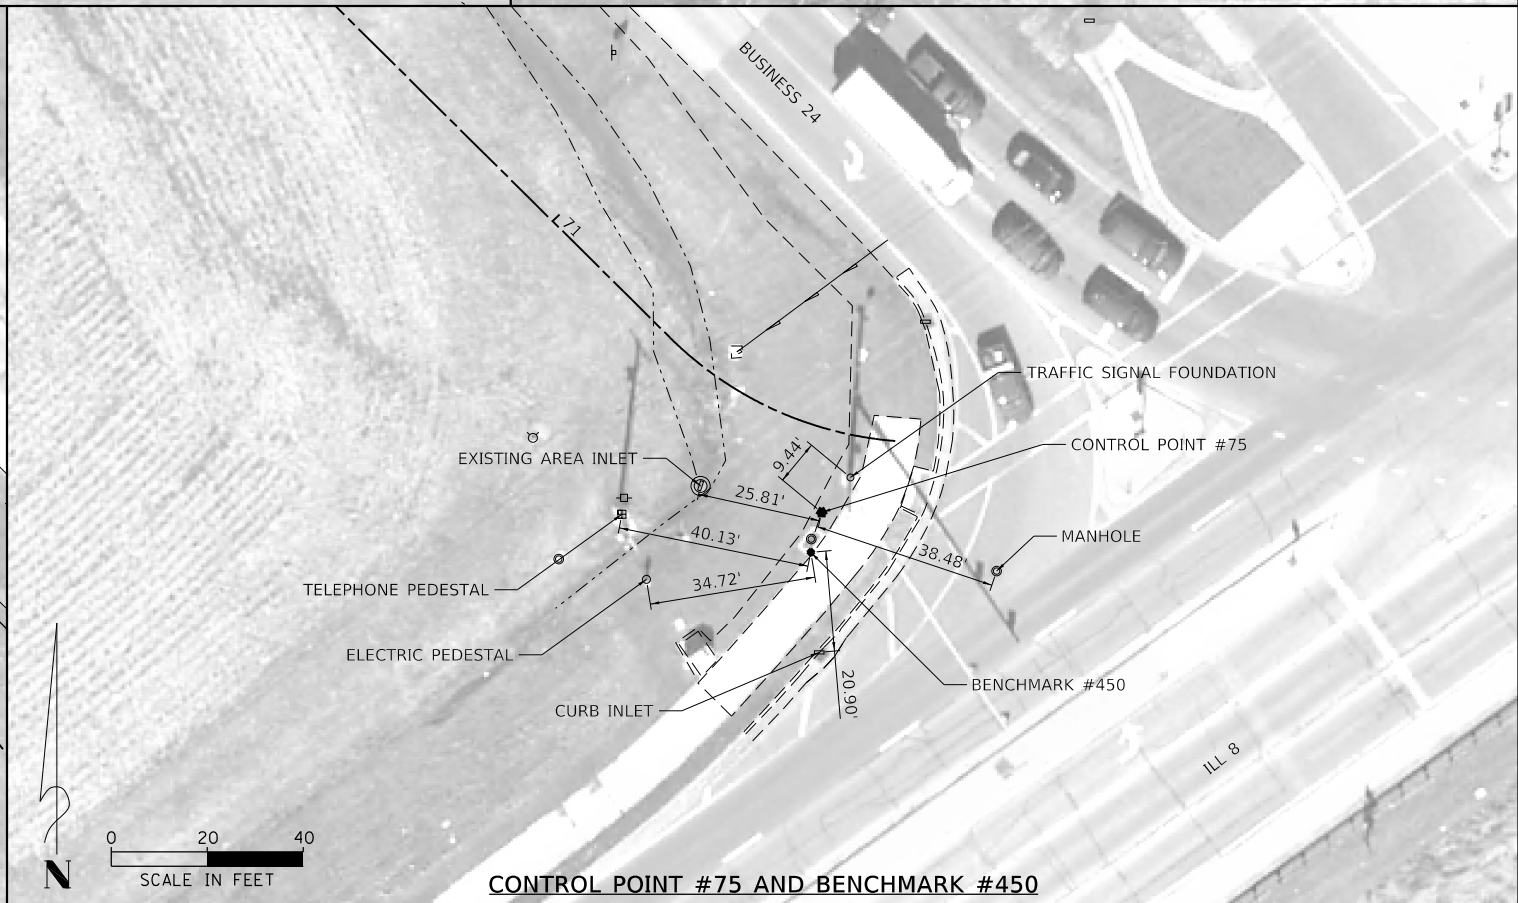 BUSINESS 24
L71
TRAFFIC SIGNAL FOUNDATION
CONTROL POINT #75
9.44'
EXISTING AREA INLET
25.81'
40.13'
38.48'
MANHOLE
34.72'
TELEPHONE PEDESTAL
ELECTRIC PEDESTAL
20.90'
BENCHMARK #450
CURB INLET
ILL 8
0 20 40
SCALE IN FEET
N
CONTROL POINT #75 AND BENCHMARK #450